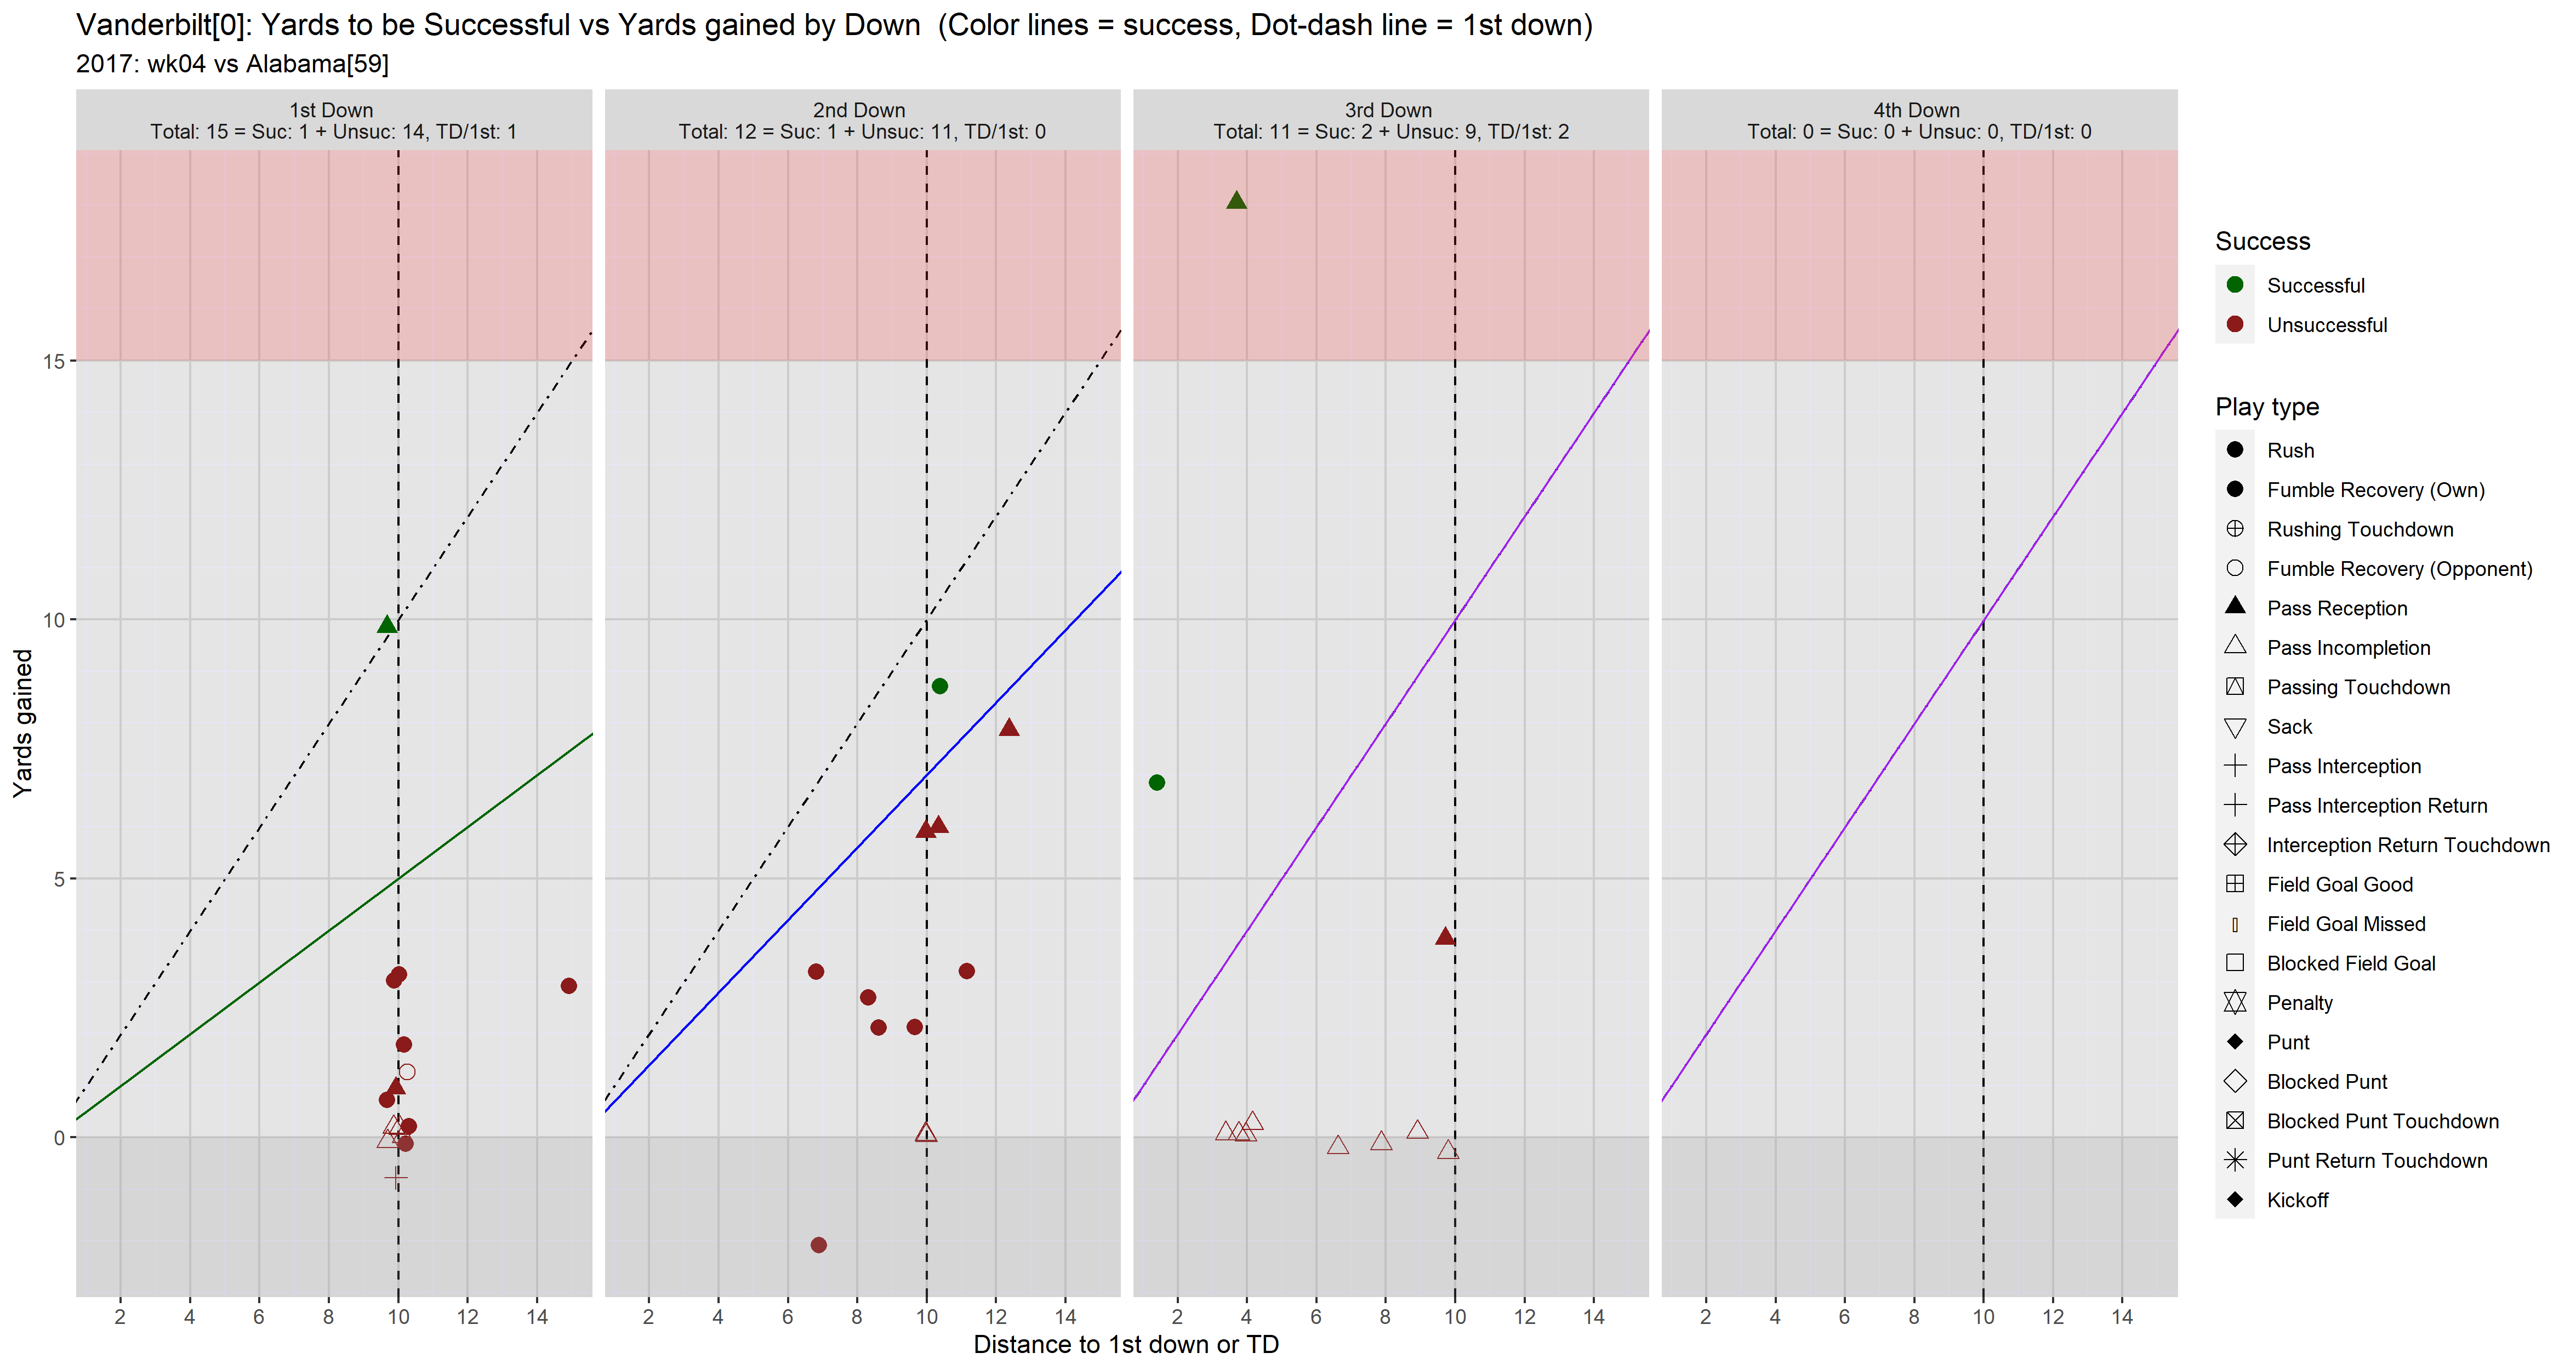 Vanderbilt[0]: Yards to be Successful vs Yards gained by Down  (Color lines = success, Dot-dash line = 1st down)
2017: wk04 vs Alabama[59]
1st Down
Total: 15 = Suc: 1 + Unsuc: 14, TD/1st: 1
2nd Down
Total: 12 = Suc: 1 + Unsuc: 11, TD/1st: 0
3rd Down
Total: 11 = Suc: 2 + Unsuc: 9, TD/1st: 2
4th Down
Total: 0 = Suc: 0 + Unsuc: 0, TD/1st: 0
Yards gained
15
10
5
0
2 4 6 8 10 12 14
2 4 6 8 10 12 14
2 4 6 8 10 12 14
2 4 6 8 10 12 14
Distance to 1st down or TD
Success
Successful
Unsuccessful
Play type
Rush
Fumble Recovery (Own)
Rushing Touchdown
Fumble Recovery (Opponent)
Pass Reception
Pass Incompletion
Passing Touchdown
Sack
Pass Interception
Pass Interception Return
Interception Return Touchdown
Field Goal Good
Field Goal Missed
Blocked Field Goal
Penalty
Punt
Blocked Punt
Blocked Punt Touchdown
Punt Return Touchdown
Kickoff